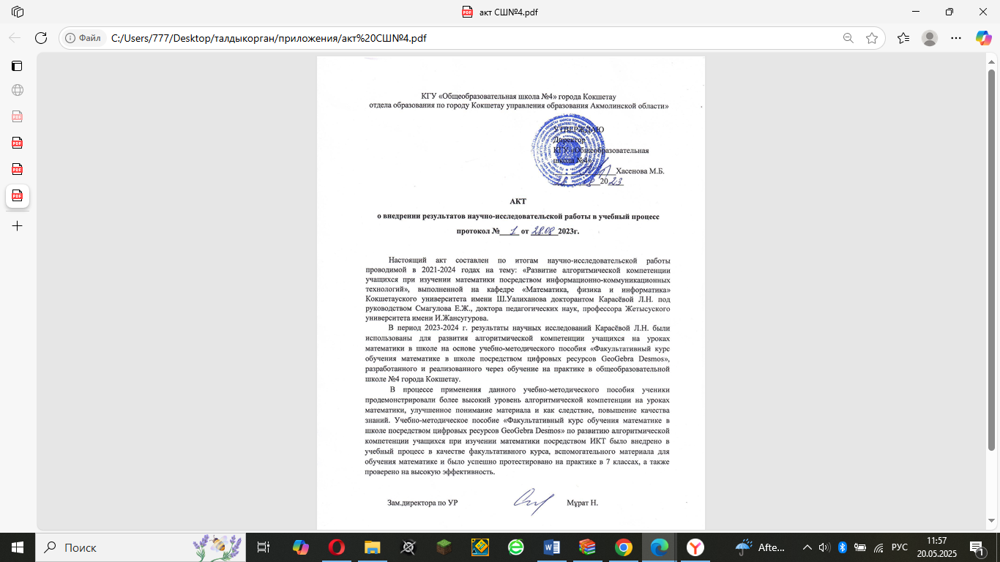 акт СШ№4.pdf
Файл
C:/Users/777/Desktop/талдыкорган/приложения/акт%20СШ№4.pdf
КГУ «Общеобразовательная школа №4» города Кокшетау
отдела образования по городу Кокшетау управления образования Акмолинской области»
УТВЕРЖДАЮ
Директор
КГУ «Общеобразовательная
школа №4»
Хасенова М.Б.
2023
АКТ
о внедрении результатов научно-исследовательской работы в учебный процесс
протокол № 1 от 28.08 2023г.
Настоящий акт составлен по итогам научно-исследовательской работы
проводимой в 2021-2024 годах на тему: «Развитие алгоритмической компетенции
учащихся при изучении математики посредством информационно-коммуникационных
технологий», выполненной на кафедре «Математика, физика и информатика»
Кокшетауского университета имени Ш.Уалиханова докторантом Карасёвой Л.Н. под
руководством Смагулова Е.Ж., доктора педагогических наук, профессора Жетысуского
университета имени И.Жансугурова.
В период 2023-2024 г. результаты научных исследований Карасёвой Л.Н. были
использованы для развития алгоритмической компетенции учащихся на уроках
математики в школе на основе учебно-методического пособия «Факультативный курс
обучения математике в школе посредством цифровых ресурсов GeoGebra Desmos»,
разработанного и реализованного через обучение на практике в общеобразовательной
школе №4 города Кокшетау.
В процессе применения данного учебно-методического пособия ученики
продемонстрировали более высокий уровень алгоритмической компетенции на уроках
математики, улучшенное понимание материала и как следствие, повышение качества
знаний. Учебно-методическое пособие «Факультативный курс обучения математике в
школе посредством цифровых ресурсов GeoGebra Desmos» по развитию алгоритмической
компетенции учащихся при изучении математики посредством ИКТ было внедрено в
учебный процесс в качестве факультативного курса, вспомогательного материала для
обучения математике и было успешно протестировано на практике в 7 классах, а также
проверено на высокую эффективность.
Зам.директора по УР
Мұрат Н.
Поиск
Afte...
РУС
11:57
20.05.2025
1